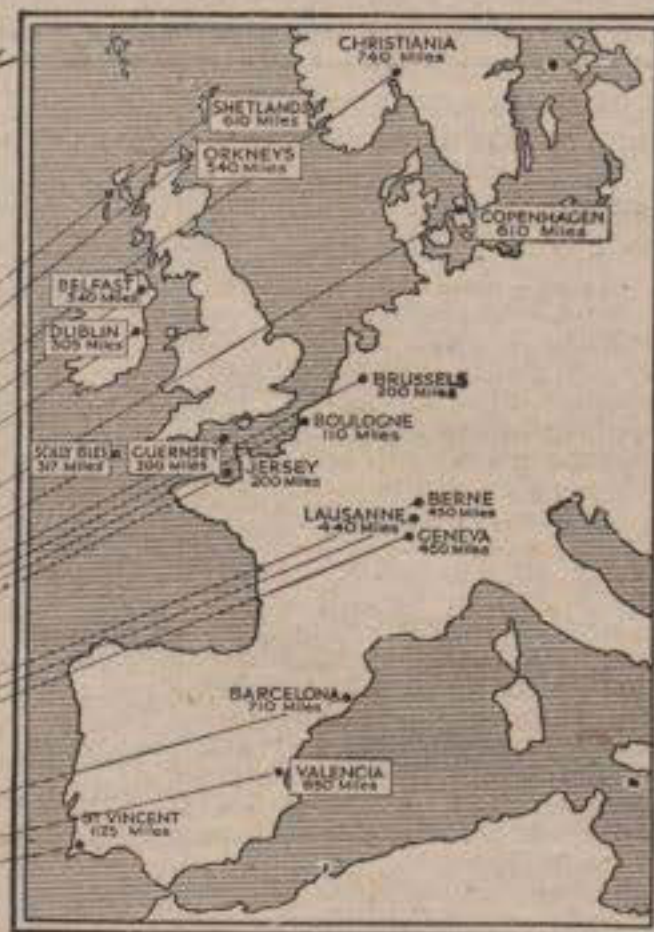 CHRISTIANIA
740 Miles
SHETLANDS
610 Miles
ORKNEYS
540 Miles
COPENHAGEN
610 Miles
BELFAST
340 Miles
DUBLIN
305 Miles
BRUSSELS
200 Miles
BOULOGNE
110 Miles
SCILLY ISLES
317 Miles
GUERNSEY
200 Miles
JERSEY
200 Miles
BERNE
450 Miles
LAUSANNE
440 Miles
GENEVA
450 Miles
BARCELONA
710 Miles
VALENCIA
850 Miles
ST VINCENT
1125 Miles